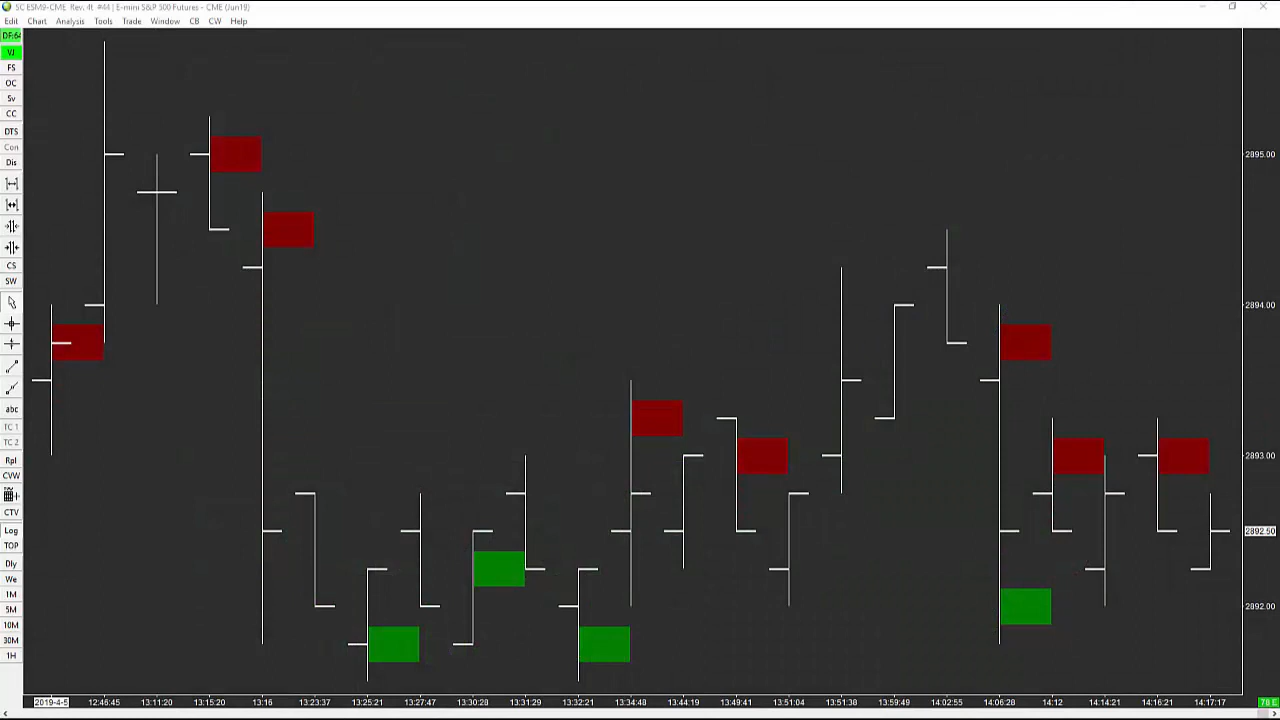 SC ESM9-CME Rev. 4t #44 | E-mini S&P 500 Futures - CME (Jun19)
Edit Chart Analysis Tools Trade Window CB CW Help
DF:64
VJ
FS
OC
Sv
CC
DTS
Con
Dis
CS
SW
abc
TC 1
TC 2
Rpl
CVW
CTV
Log
TOP
Dly
We
1M
5M
10M
30M
1H
2895.00
2894.00
2893.00
2892.50
2892.00
2019-4-5 12:46:45 13:11:20 13:15:20 13:16 13:23:37 13:25:21 13:27:47 13:30:28 13:31:29 13:32:21 13:34:48 13:44:19 13:49:41 13:51:04 13:51:38 13:59:49 14:02:55 14:06:28 14:12 14:14:21 14:16:21 14:17:17 78 E